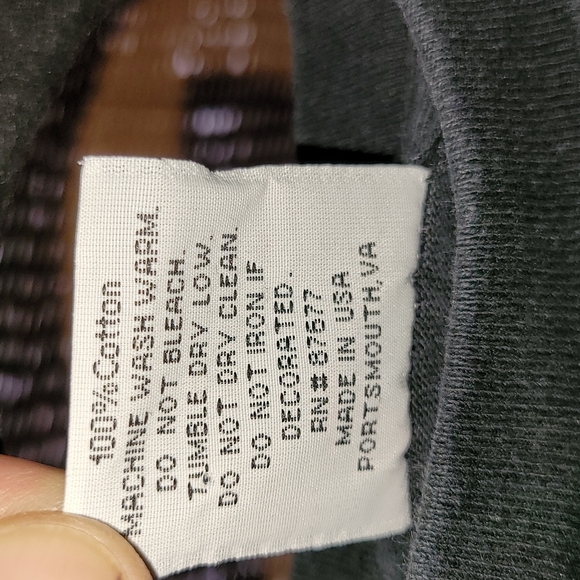 100%Cotton
MACHINE WASH WARM.
DO NOT BLEACH.
TUMBLE DRY LOW.
DO NOT DRY CLEAN.
DO NOT IRON IF
DECORATED.
RN#87677
MADE IN USA
PORTSMOUTH,VA